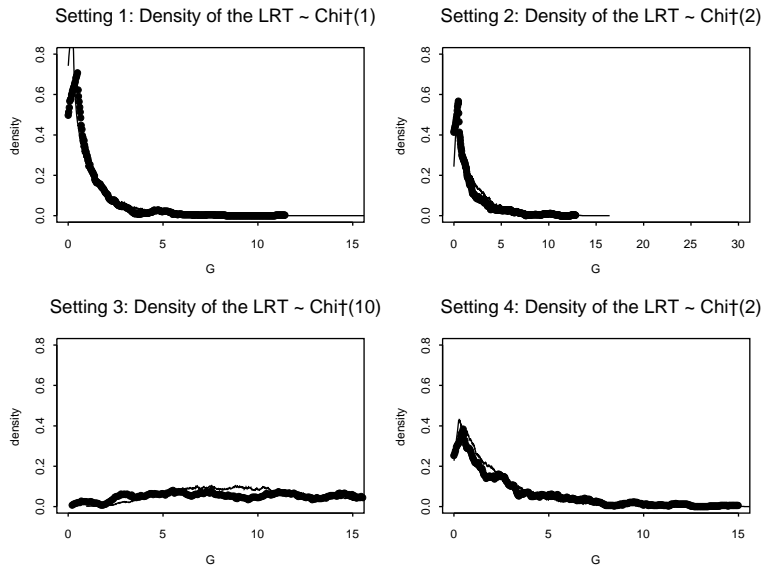 Setting 1: Density of the LRT ~ Chi†(1)
density
0.0 0.2 0.4 0.6 0.8
0 5 10 15
G
Setting 2: Density of the LRT ~ Chi†(2)
density
0.0 0.2 0.4 0.6 0.8
0 5 10 15 20 25 30
G
Setting 3: Density of the LRT ~ Chi†(10)
density
0.0 0.2 0.4 0.6 0.8
0 5 10 15
G
Setting 4: Density of the LRT ~ Chi†(2)
density
0.0 0.2 0.4 0.6 0.8
0 5 10 15
G